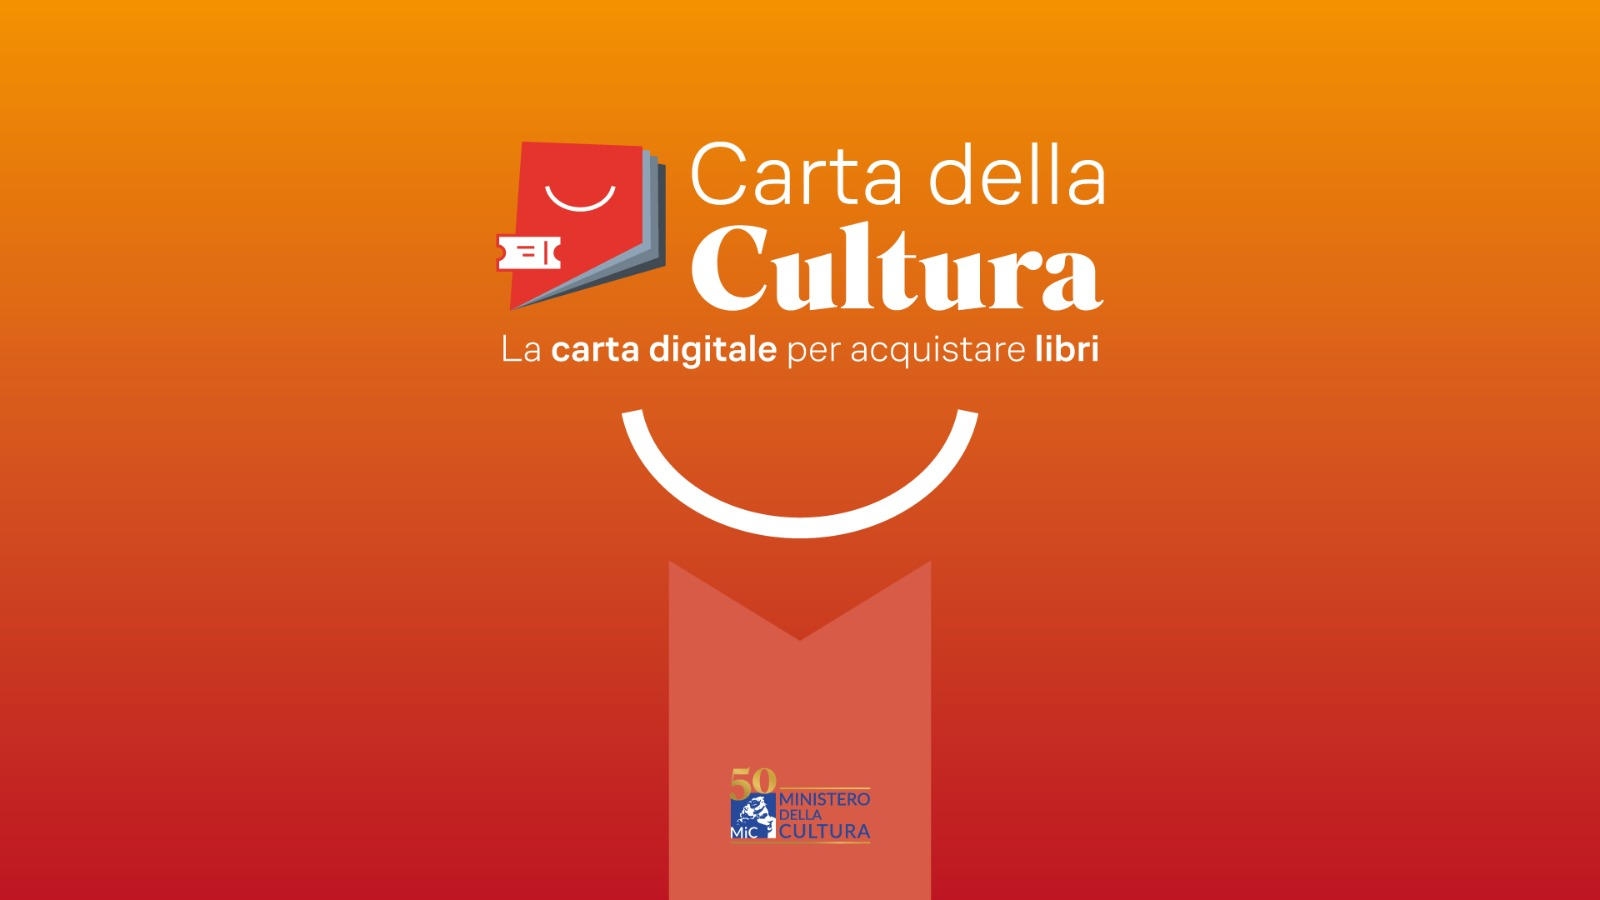 Carta della
Cultura
La carta digitale per acquistare libri
50
MiC
MINISTERO
DELLA
CULTURA